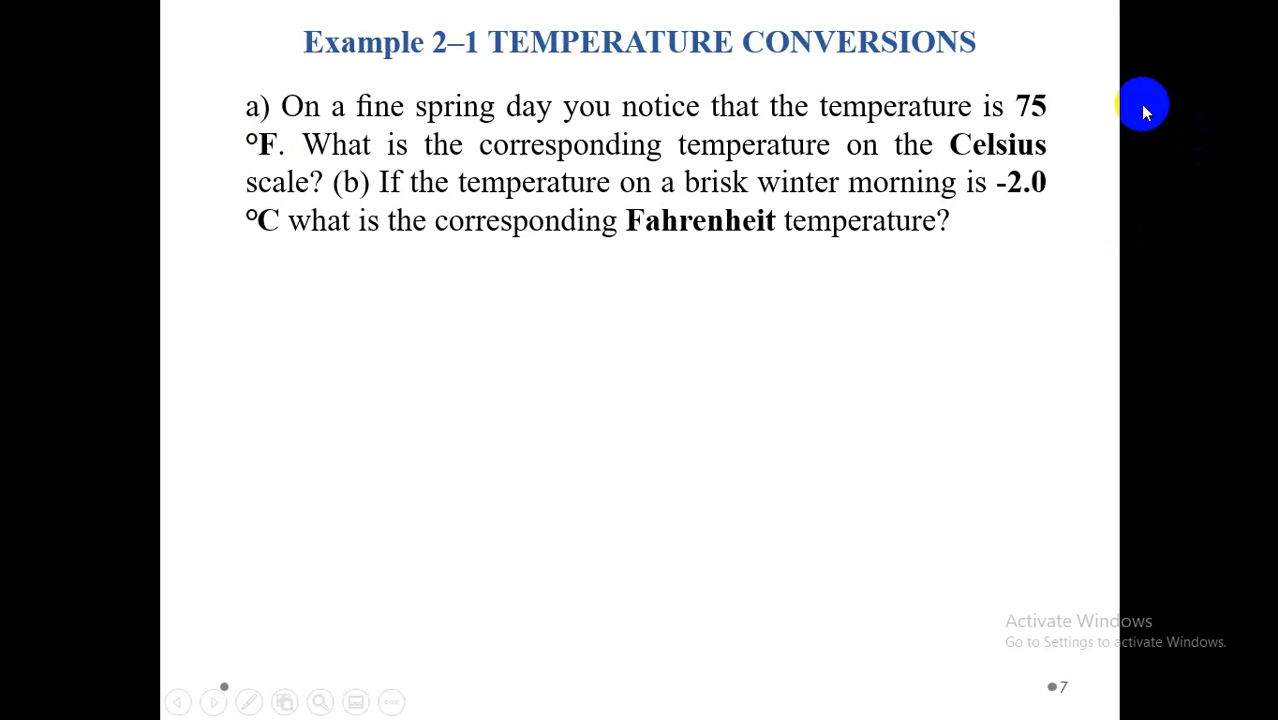 Example 2–1 TEMPERATURE CONVERSIONS
a) On a fine spring day you notice that the temperature is 75
°F. What is the corresponding temperature on the Celsius
scale? (b) If the temperature on a brisk winter morning is -2.0
°C what is the corresponding Fahrenheit temperature?
Activate Windows
Go to Settings to activate Windows.
7